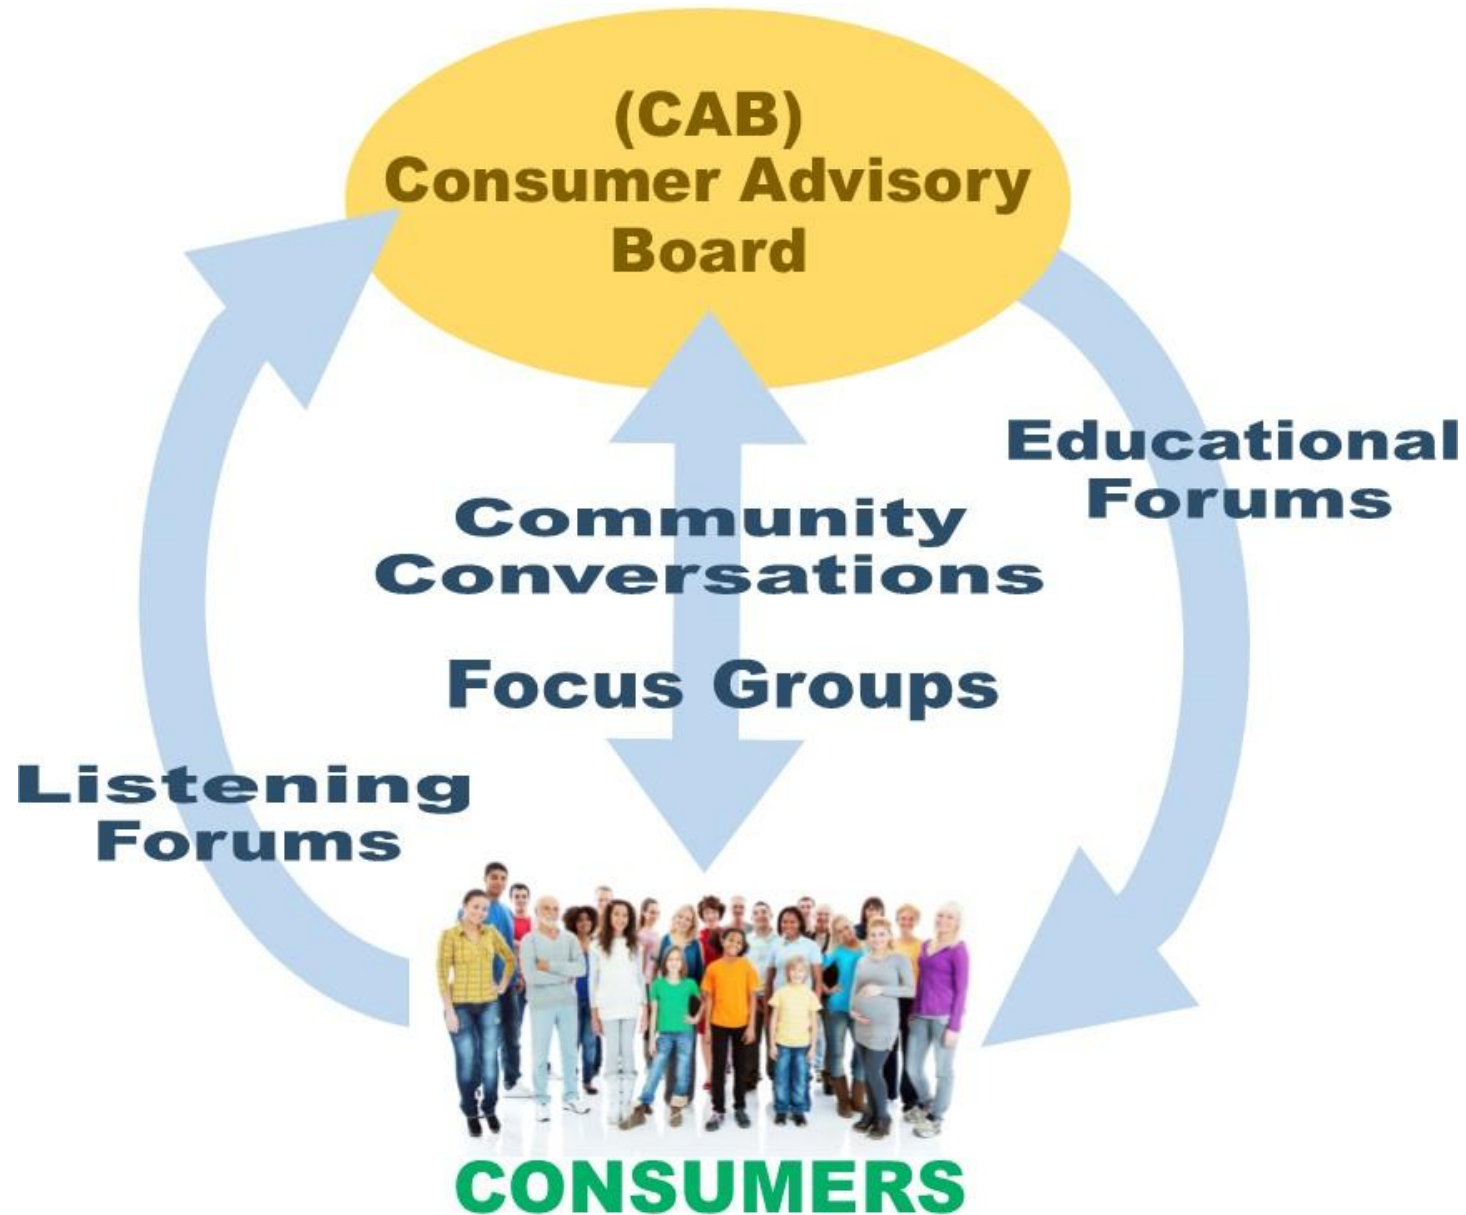 (CAB)
Consumer Advisory
Board
Educational
Forums
Community
Conversations
Focus Groups
Listening
Forums
CONSUMERS